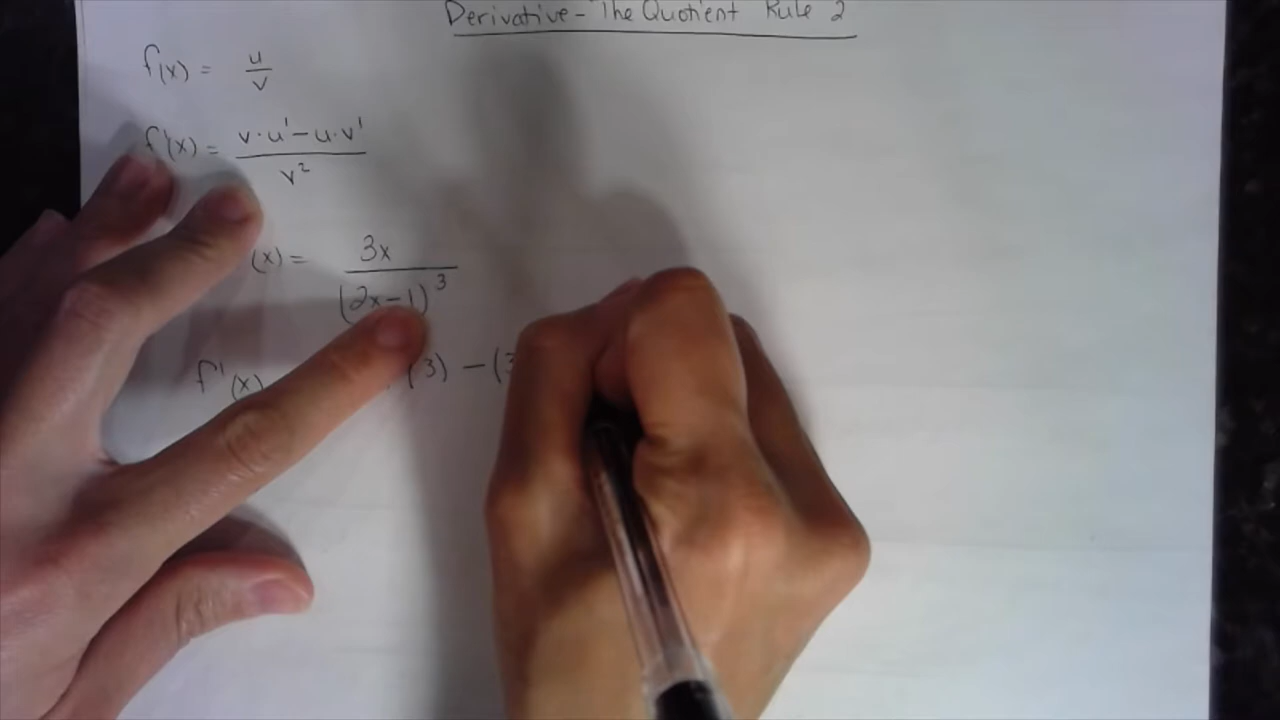 Derivative - The Quotient Rule 2
f(x) = u/v
f'(x) = v·u' - u·v' / v²
(x) = 3x / (2x-1)³
f'(x) (3) - (3